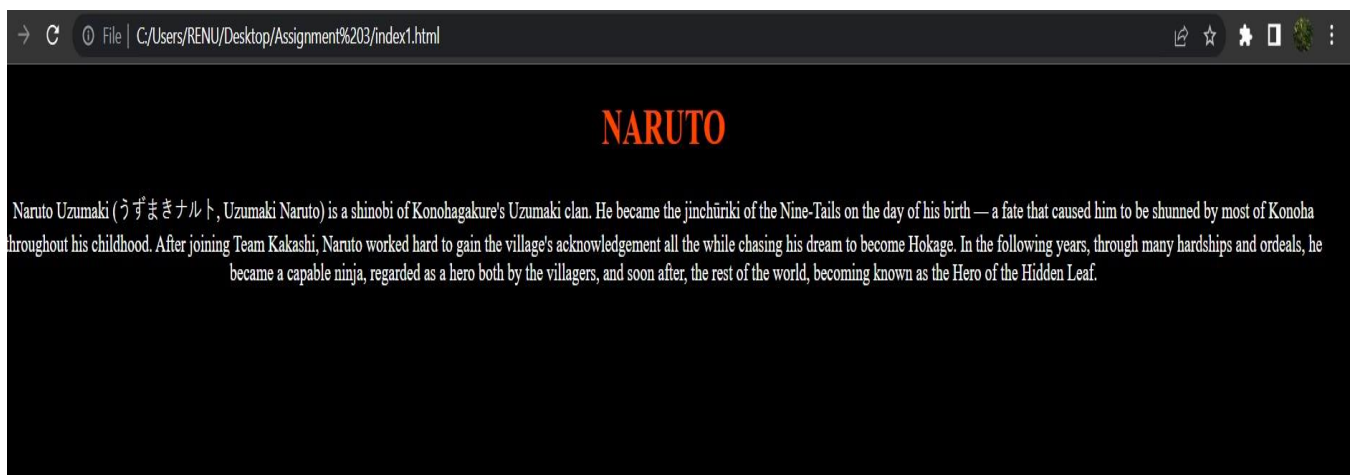 File | C:/Users/RENU/Desktop/Assignment%203/index1.html
NARUTO
Naruto Uzumaki (うずまきナルト, Uzumaki Naruto) is a shinobi of Konohagakure's Uzumaki clan. He became the jinchūriki of the Nine-Tails on the day of his birth — a fate that caused him to be shunned by most of Konoha
throughout his childhood. After joining Team Kakashi, Naruto worked hard to gain the village's acknowledgement all the while chasing his dream to become Hokage. In the following years, through many hardships and ordeals, he
became a capable ninja, regarded as a hero both by the villagers, and soon after, the rest of the world, becoming known as the Hero of the Hidden Leaf.